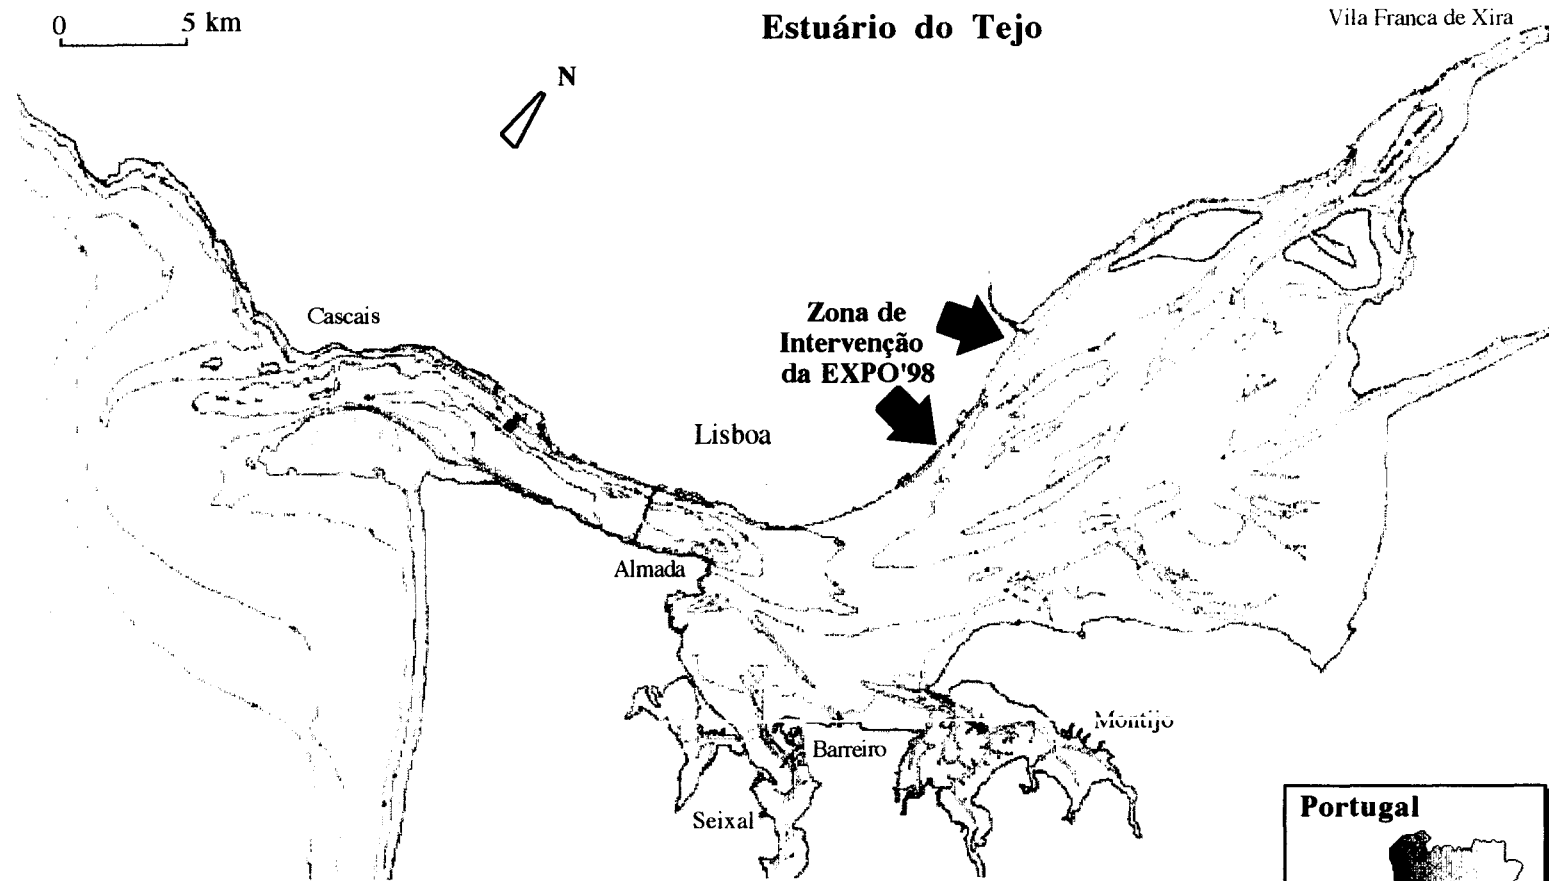 0 5 km
Estuário do Tejo
Vila Franca de Xira
N
Cascais
Zona de
Intervenção
da EXPO'98
Lisboa
Almada
Montijo
Barreiro
Seixal
Portugal